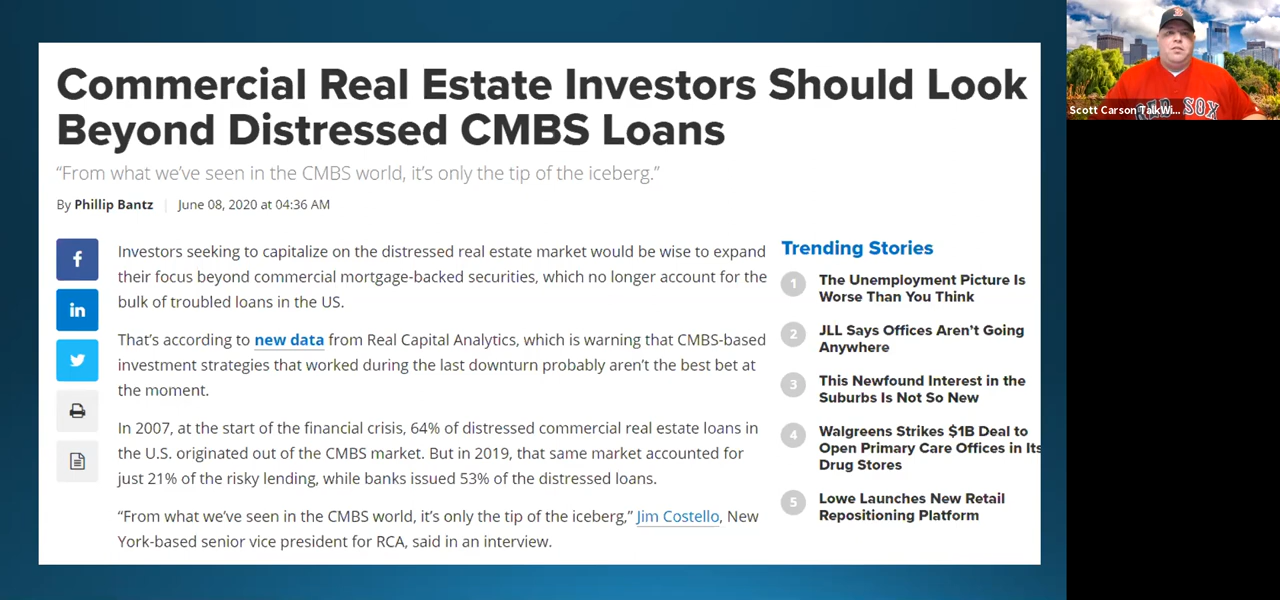 Commercial Real Estate Investors Should Look
Beyond Distressed CMBS Loans
“From what we’ve seen in the CMBS world, it’s only the tip of the iceberg.”
By Phillip Bantz | June 08, 2020 at 04:36 AM
Investors seeking to capitalize on the distressed real estate market would be wise to expand
their focus beyond commercial mortgage-backed securities, which no longer account for the
bulk of troubled loans in the US.
That’s according to new data from Real Capital Analytics, which is warning that CMBS-based
investment strategies that worked during the last downturn probably aren’t the best bet at
the moment.
In 2007, at the start of the financial crisis, 64% of distressed commercial real estate loans in
the U.S. originated out of the CMBS market. But in 2019, that same market accounted for
just 21% of the risky lending, while banks issued 53% of the distressed loans.
“From what we’ve seen in the CMBS world, it’s only the tip of the iceberg,” Jim Costello, New
York-based senior vice president for RCA, said in an interview.
f
in
Trending Stories
1
The Unemployment Picture Is
Worse Than You Think
2
JLL Says Offices Aren’t Going
Anywhere
3
This Newfound Interest in the
Suburbs Is Not So New
4
Walgreens Strikes $1B Deal to
Open Primary Care Offices in Its
Drug Stores
5
Lowe Launches New Retail
Repositioning Platform
Scott Carson TalkWi...
RED SOX
B